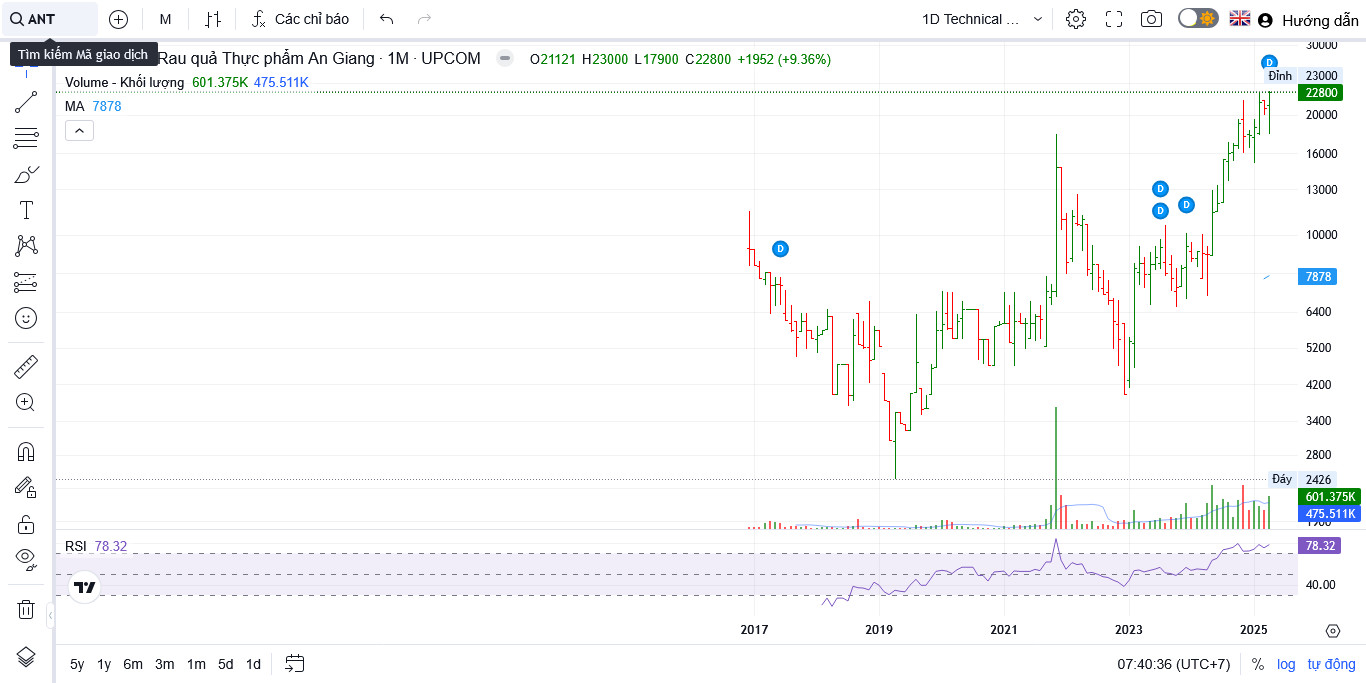 ANT M Các chỉ báo 1D Technical ... Hướng dẫn
Tìm kiếm Mã giao dịch
Rau quả Thực phẩm An Giang · 1M · UPCOM O21121 H23000 L17900 C22800 +1952 (+9.36%)
Volume - Khối lượng 601.375K 475.511K
MA 7878
30000
D
Đỉnh 23000
22800
20000
16000
D
13000
D
D
10000
D
7878
6400
5200
4200
3400
2800
Đáy 2426
601.375K
475.511K
1700
RSI 78.32
78.32
40.00
2017 2019 2021 2023 2025
5y 1y 6m 3m 1m 5d 1d 07:40:36 (UTC+7) % log tự động